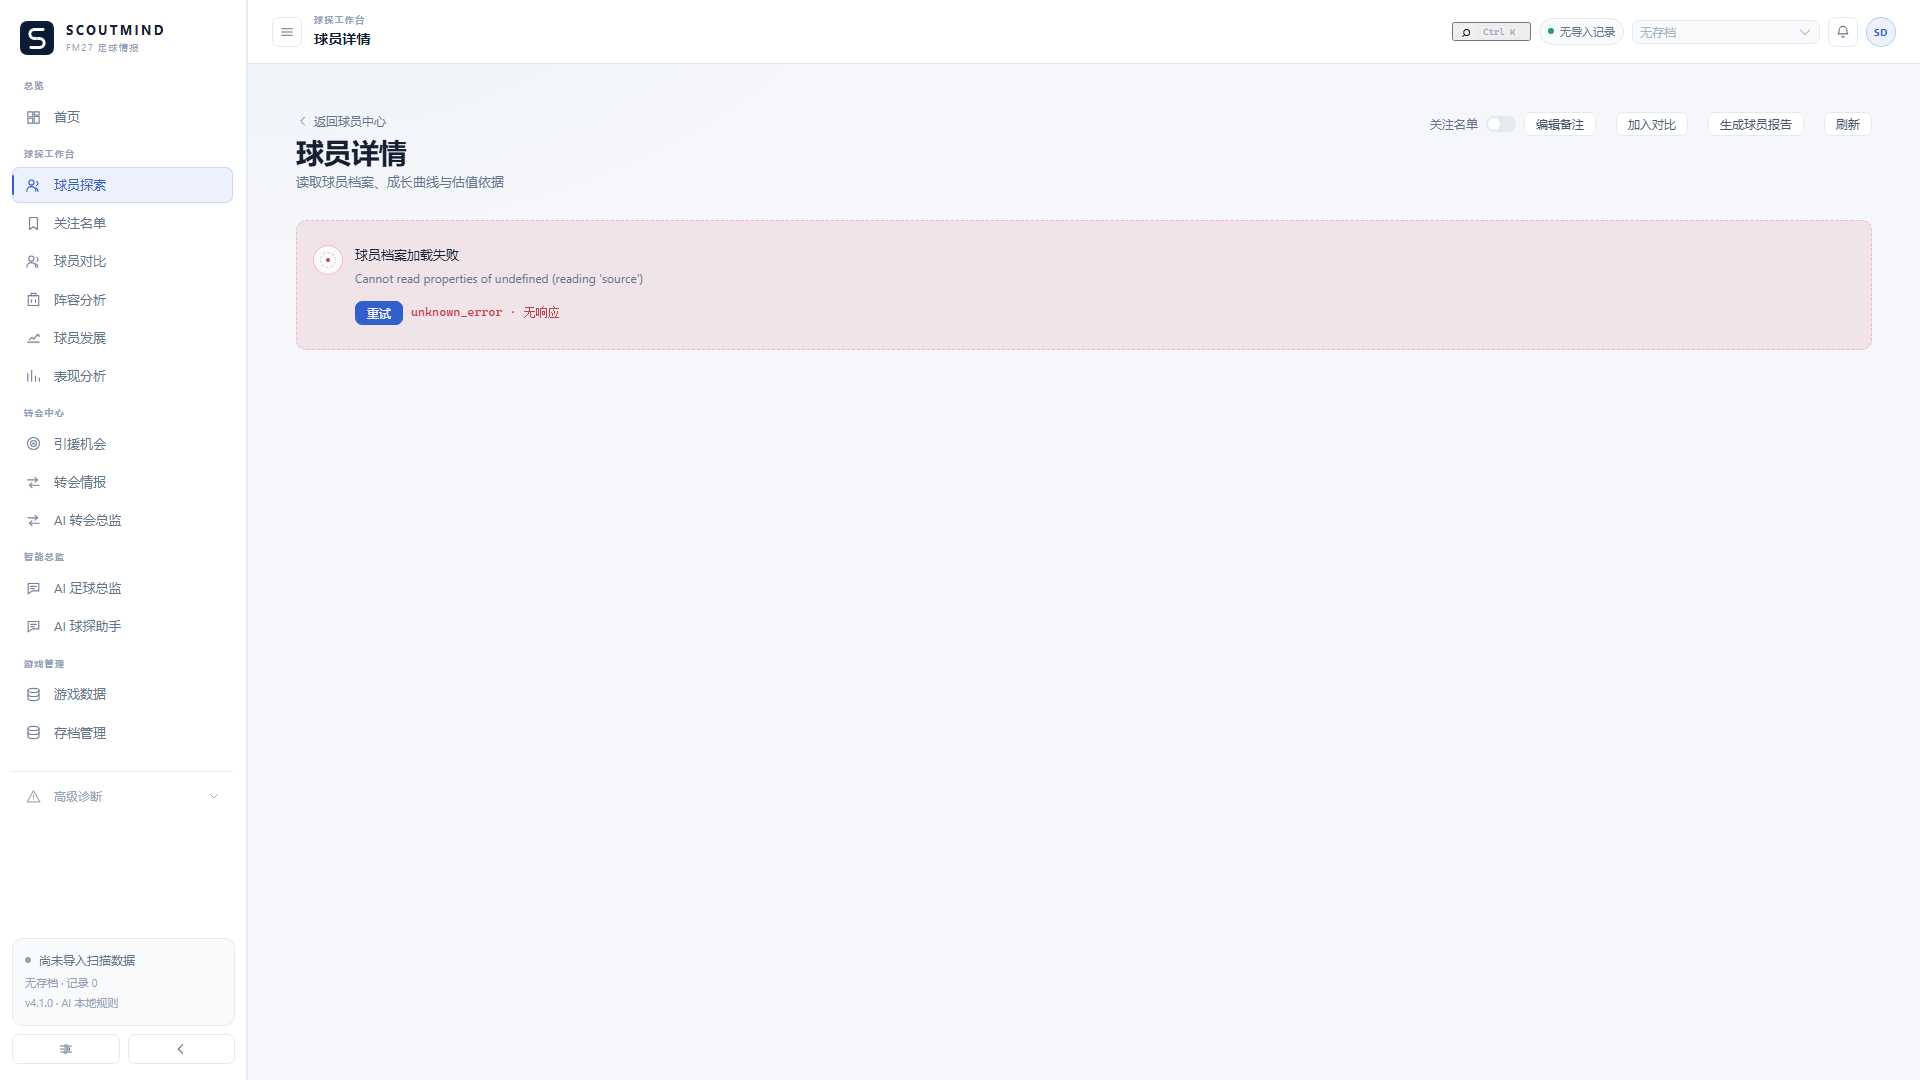 SCOUTMIND
FM27 足球情报
总览
首页
球探工作台
球员探索
关注名单
球员对比
阵容分析
球员发展
表现分析
转会中心
引援机会
转会情报
AI 转会总监
智能总监
AI 足球总监
AI 球探助手
游戏管理
游戏数据
存档管理
高级诊断
尚未导入扫描数据
无存档 · 记录 0
v4.1.0 · AI 本地规则
球探工作台
球员详情
Ctrl K
无导入记录
无存档
SD
返回球员中心
球员详情
读取球员档案、成长曲线与估值依据
关注名单
编辑备注
加入对比
生成球员报告
刷新
球员档案加载失败
Cannot read properties of undefined (reading 'source')
重试 unknown_error · 无响应